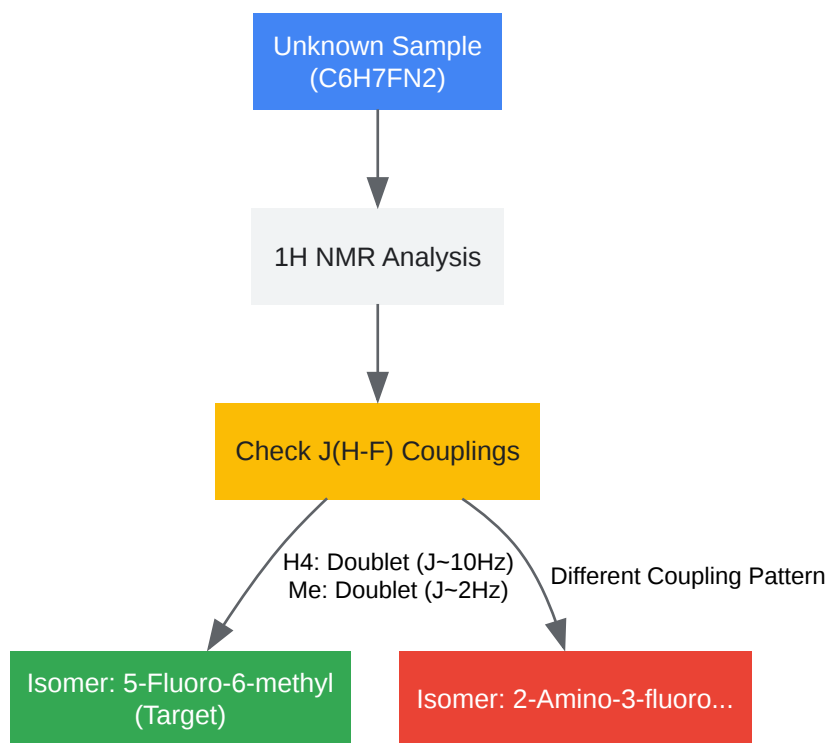 Unknown Sample
(C6H7FN2)
1H NMR Analysis
Check J(H-F) Couplings
H4: Doublet (J~10Hz)
Me: Doublet (J~2Hz)
Different Coupling Pattern
Isomer: 5-Fluoro-6-methyl
(Target)
Isomer: 2-Amino-3-fluoro...